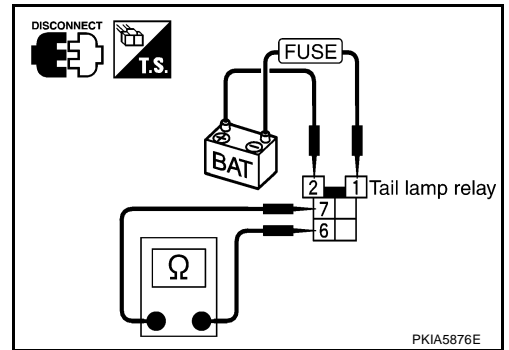 DISCONNECT
T.S.
FUSE
+ −
BAT
2 1 Tail lamp relay
7
6
Ω
PKIA5876E